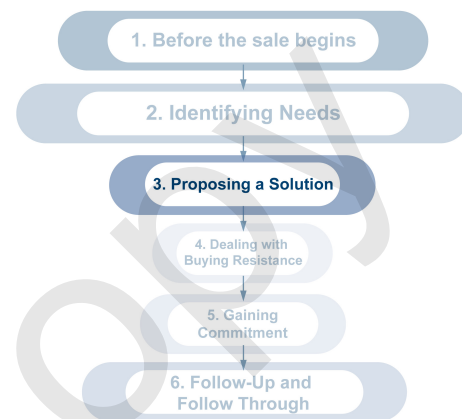 1. Before the sale begins
2. Identifying Needs
3. Proposing a Solution
4. Dealing with
Buying Resistance
5. Gaining
Commitment
6. Follow-Up and
Follow Through
opy